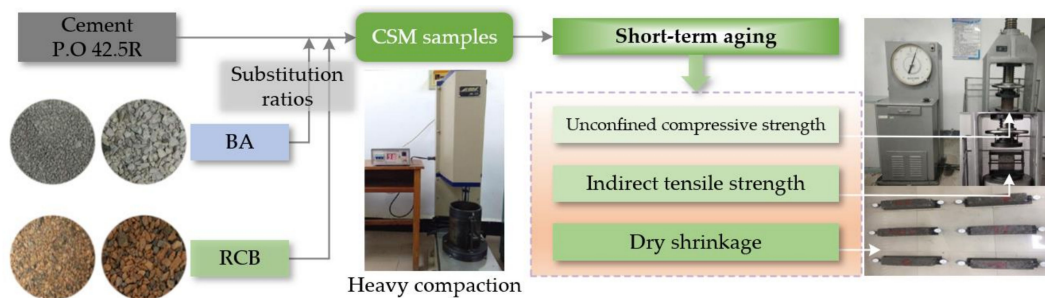 Cement
P.O 42.5R
CSM samples
Short-term aging
Substitution
ratios
BA
RCB
Heavy compaction
Unconfined compressive strength
Indirect tensile strength
Dry shrinkage